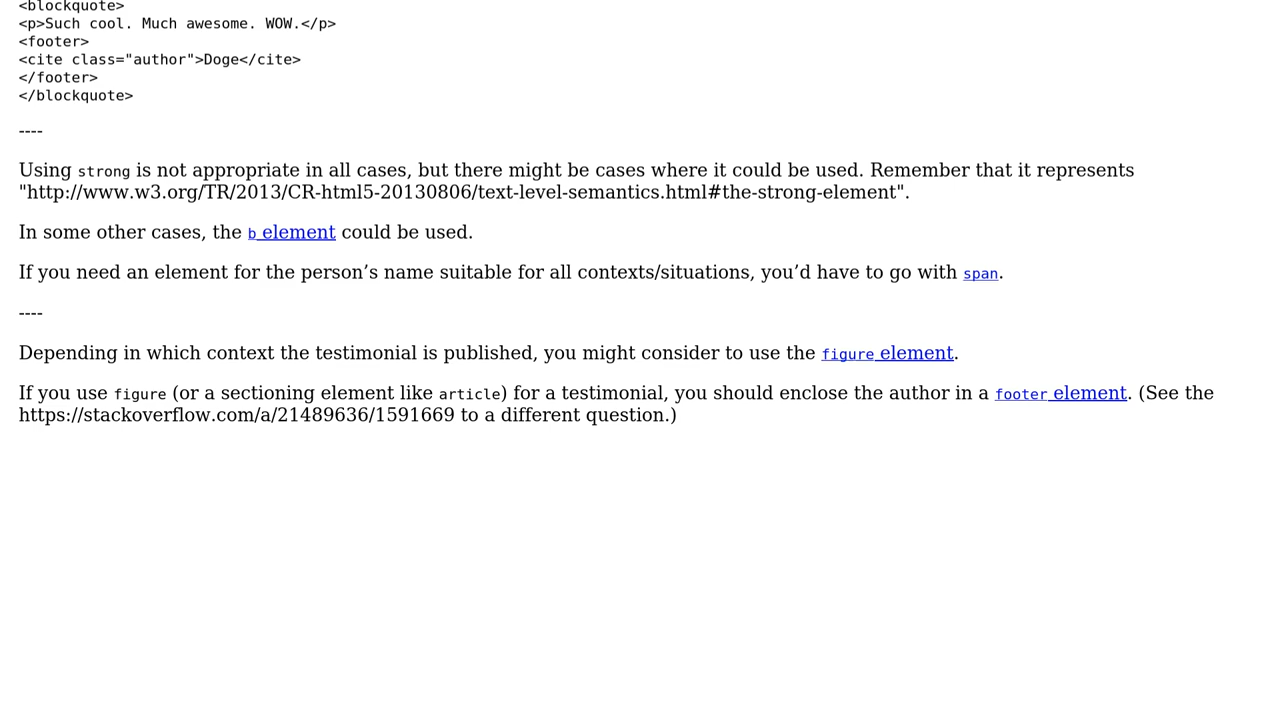 <blockquote>
<p>Such cool. Much awesome. WOW.</p>
<footer>
<cite class="author">Doge</cite>
</footer>
</blockquote>
----
Using strong is not appropriate in all cases, but there might be cases where it could be used. Remember that it represents
"http://www.w3.org/TR/2013/CR-html5-20130806/text-level-semantics.html#the-strong-element".
In some other cases, the b element could be used.
If you need an element for the person’s name suitable for all contexts/situations, you’d have to go with span.
----
Depending in which context the testimonial is published, you might consider to use the figure element.
If you use figure (or a sectioning element like article) for a testimonial, you should enclose the author in a footer element. (See the
https://stackoverflow.com/a/21489636/1591669 to a different question.)